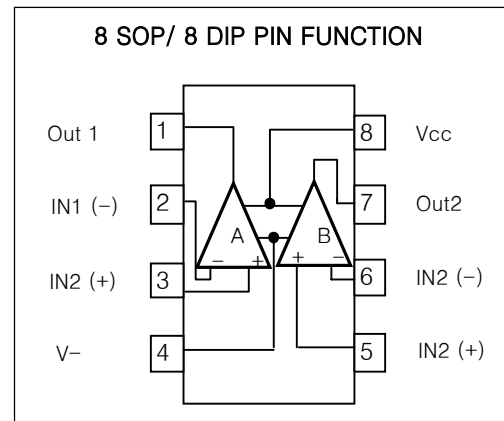 8 SOP/ 8 DIP PIN FUNCTION
Out 1 1 8 Vcc
IN1 (-) 2 7 Out2
A B
- + + -
IN2 (+) 3 6 IN2 (-)
V- 4 5 IN2 (+)